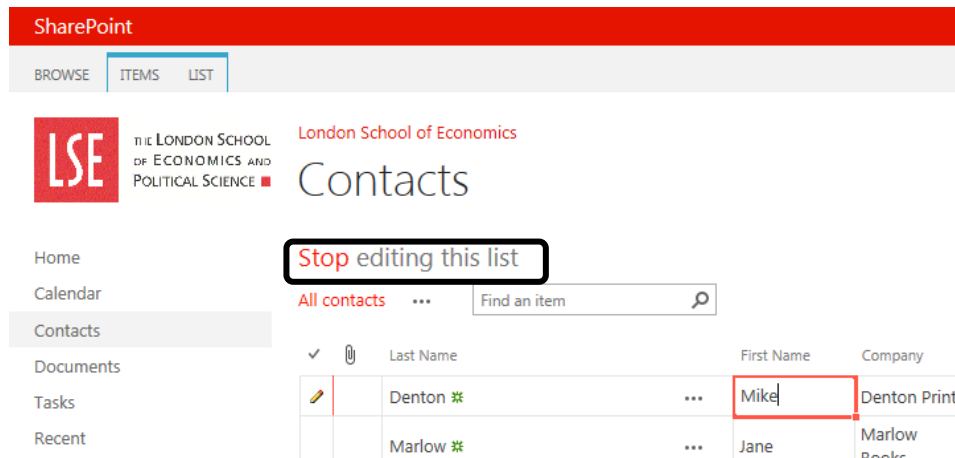 SharePoint
BROWSE ITEMS LIST
LSE
THE LONDON SCHOOL
OF ECONOMICS AND
POLITICAL SCIENCE
London School of Economics
Contacts
Home
Calendar
Contacts
Documents
Tasks
Recent
Stop editing this list
All contacts ... Find an item
Last Name First Name Company
Denton ... Mike Denton Print
Marlow ... Jane Marlow
Books